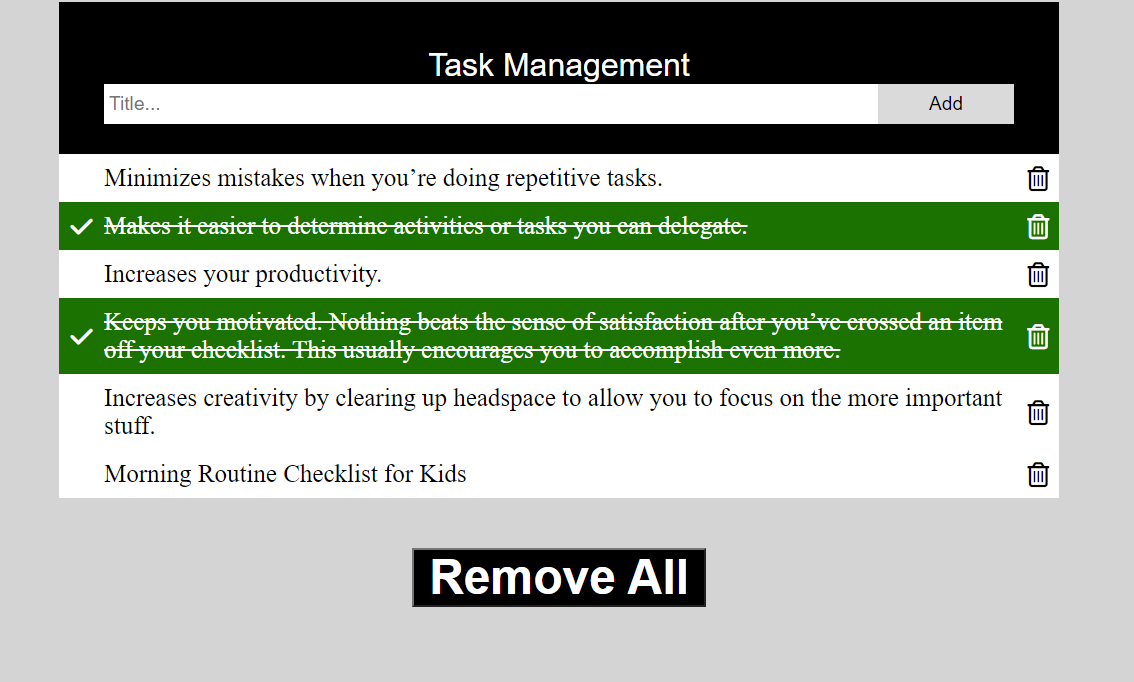 Task Management
Title...
Add
Minimizes mistakes when you’re doing repetitive tasks.
Makes it easier to determine activities or tasks you can delegate.
Increases your productivity.
Keeps you motivated. Nothing beats the sense of satisfaction after you’ve crossed an item
off your checklist. This usually encourages you to accomplish even more.
Increases creativity by clearing up headspace to allow you to focus on the more important
stuff.
Morning Routine Checklist for Kids
Remove All